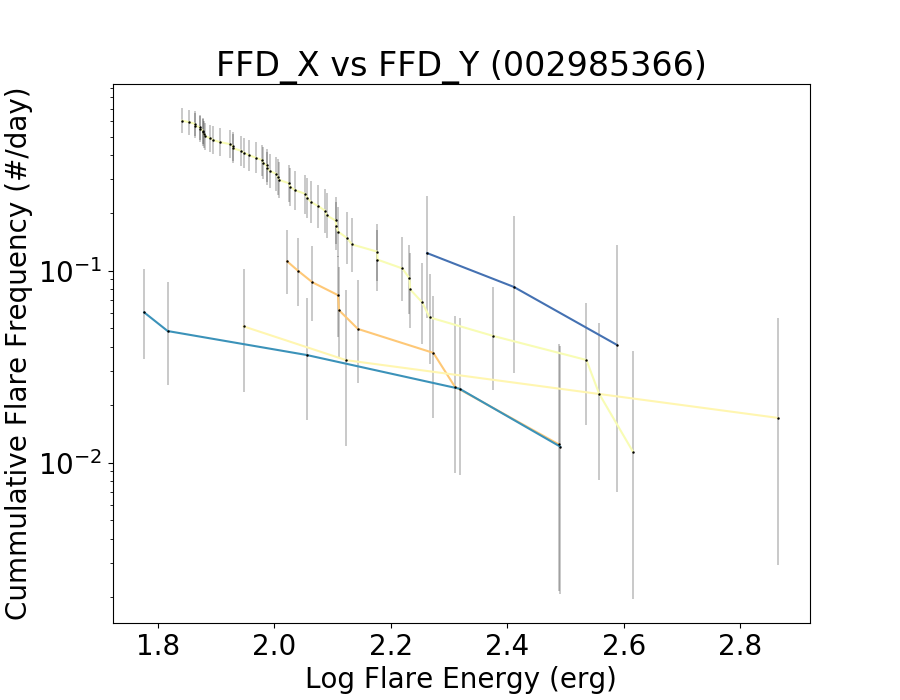 FFD_X vs FFD_Y (002985366)
Cummulative Flare Frequency (#/day)
10⁻¹
10⁻²
1.8 2.0 2.2 2.4 2.6 2.8
Log Flare Energy (erg)